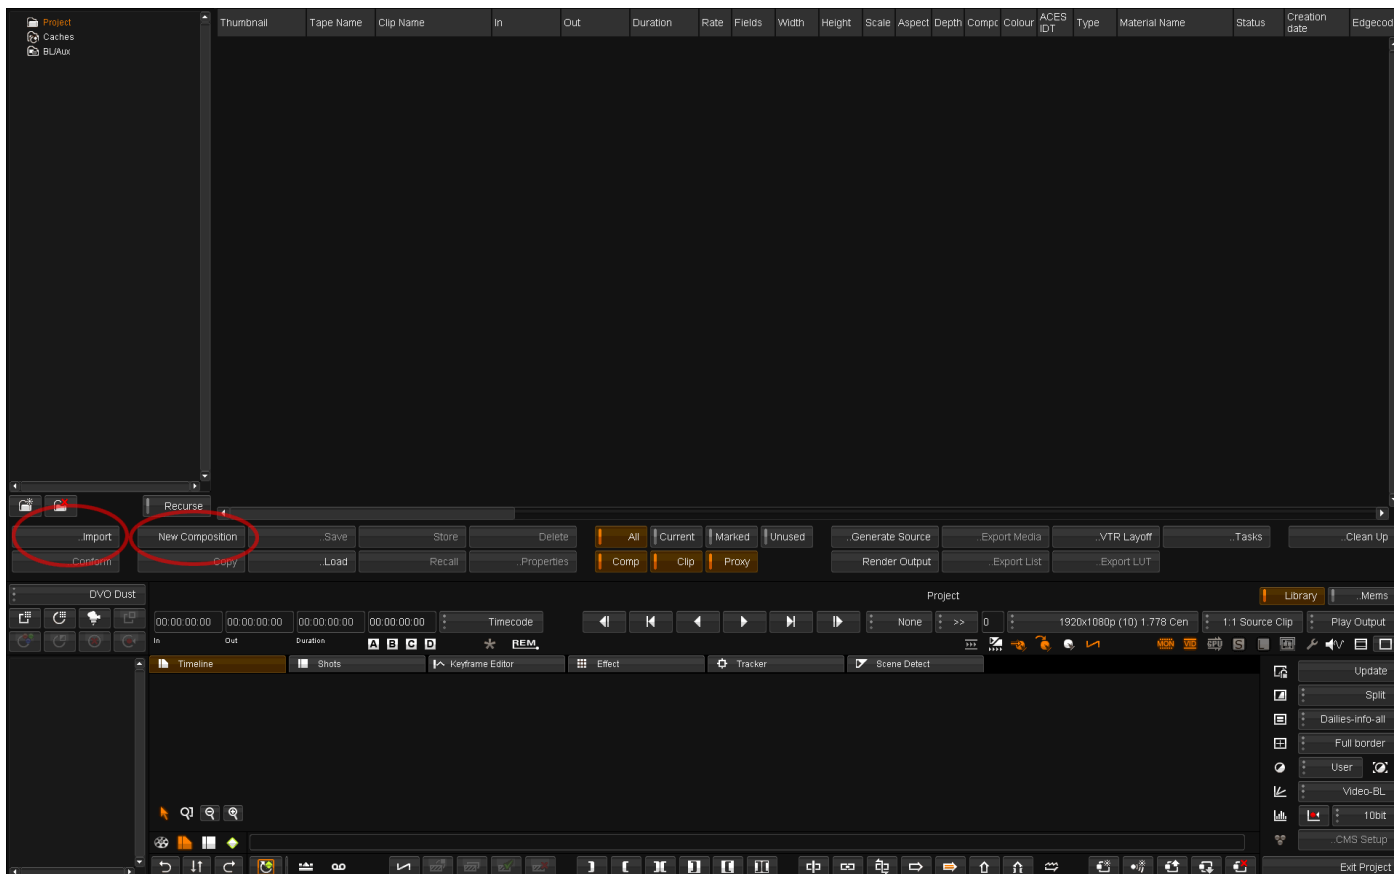 Project
Caches
BL/Aux
Thumbnail Tape Name Clip Name In Out Duration Rate Fields Width Height Scale Aspect Depth Compc Colour ACES IDT Type Material Name Status Creation date Edgecod
Recurse
..Import New Composition ..Save Store Delete All Current Marked Unused ..Generate Source ..Export Media ..VTR Layoff ..Tasks ..Clean Up
..Conform Copy ..Load Recall ..Properties Comp Clip Proxy Render Output ..Export List ..Export LUT
DVO Dust Project Library ..Mems
00:00:00:00 00:00:00:00 00:00:00:00 00:00:00:00 Timecode None >> 0 1920x1080p (10) 1.778 Cen 1:1 Source Clip Play Output
In Out Duration A B C D REM. MON VID GPU S
Timeline Shots Keyframe Editor Effect Tracker Scene Detect
Update
Split
Dailies-info-all
Full border
User
Video-BL
10bit
..CMS Setup
Exit Project